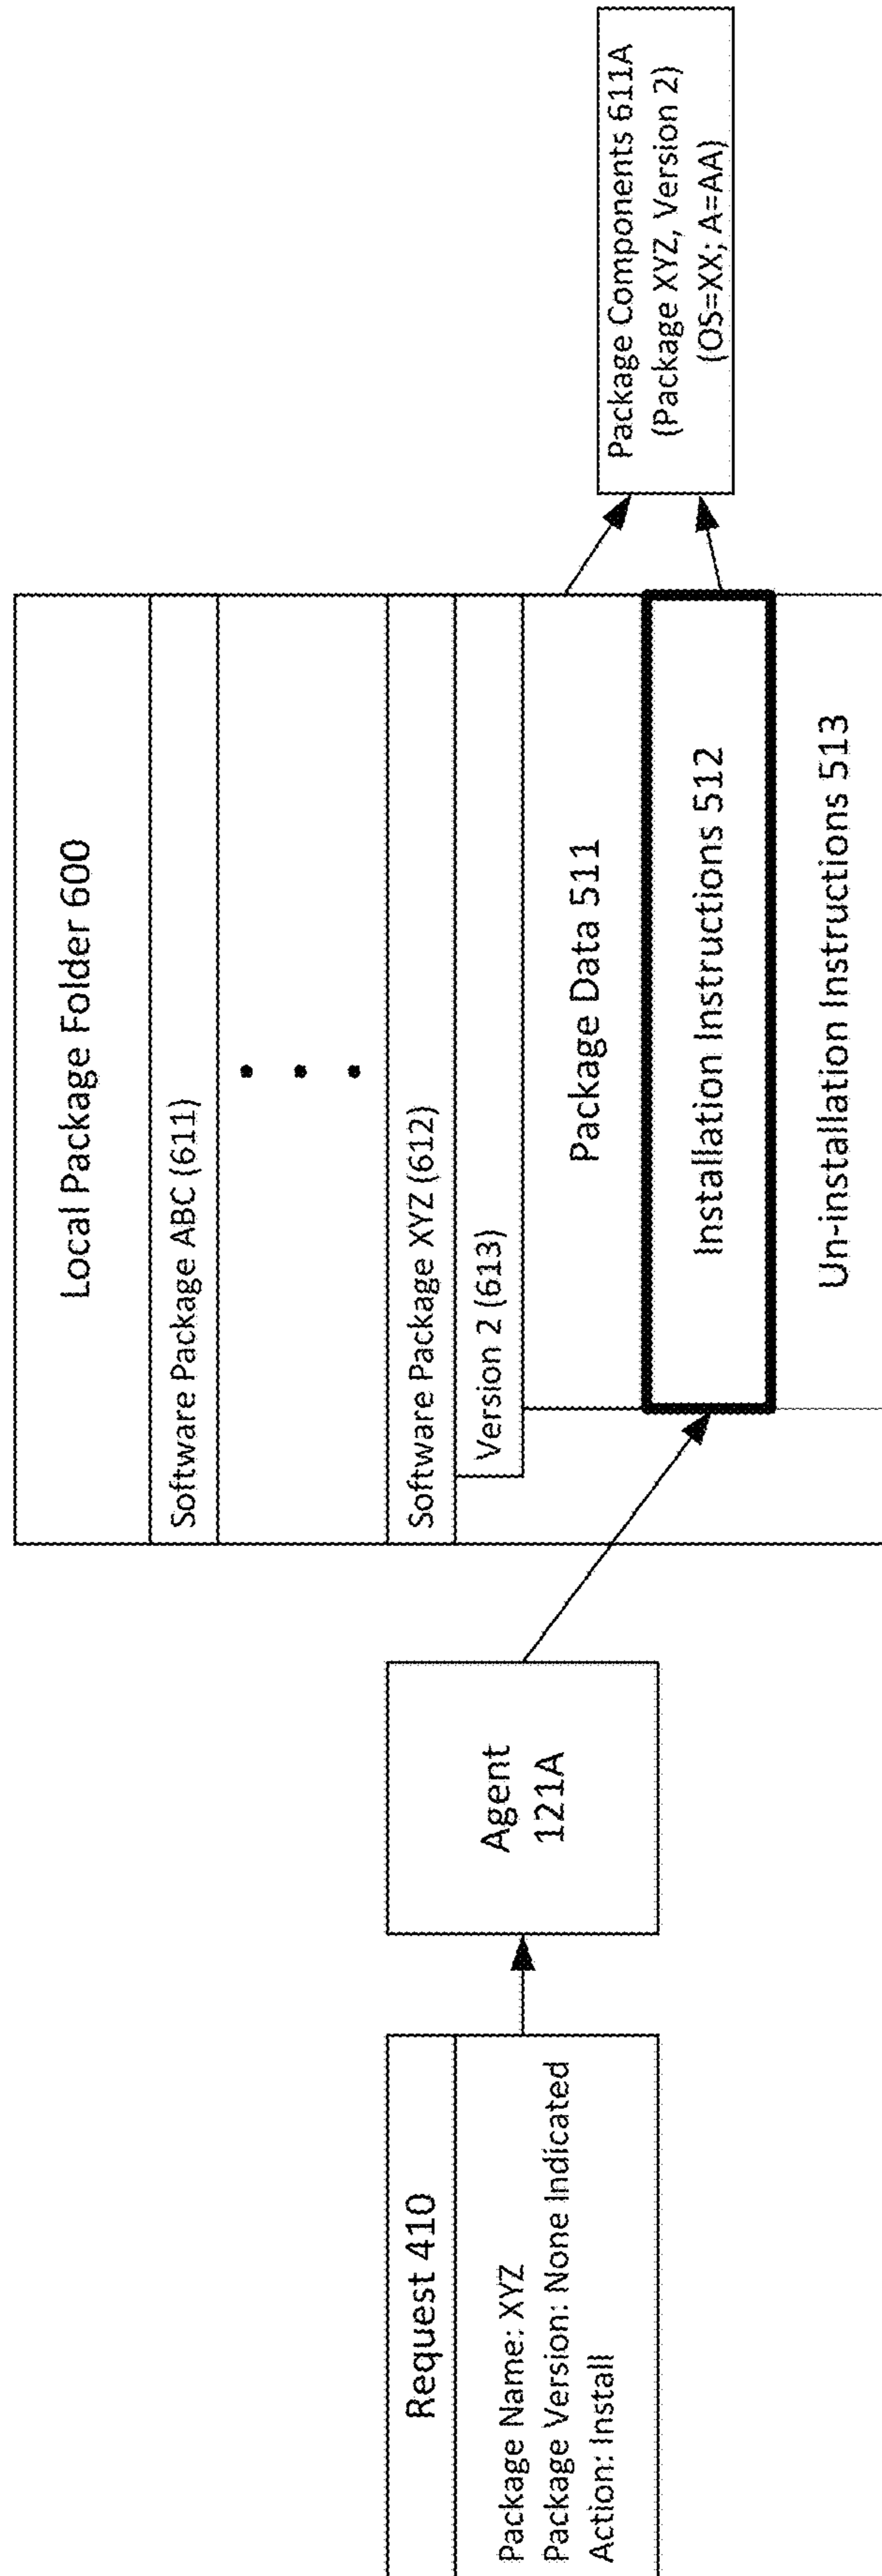 Request 410
Package Name: XYZ
Package Version: None Indicated
Action: Install
Agent
121A
Local Package Folder 600
Software Package ABC (611)
Software Package XYZ (612)
Version 2 (613)
Package Data 511
Installation Instructions 512
Un-installation Instructions 513
Package Components 611A
(Package XYZ, Version 2)
(OS=XX; A=AA)